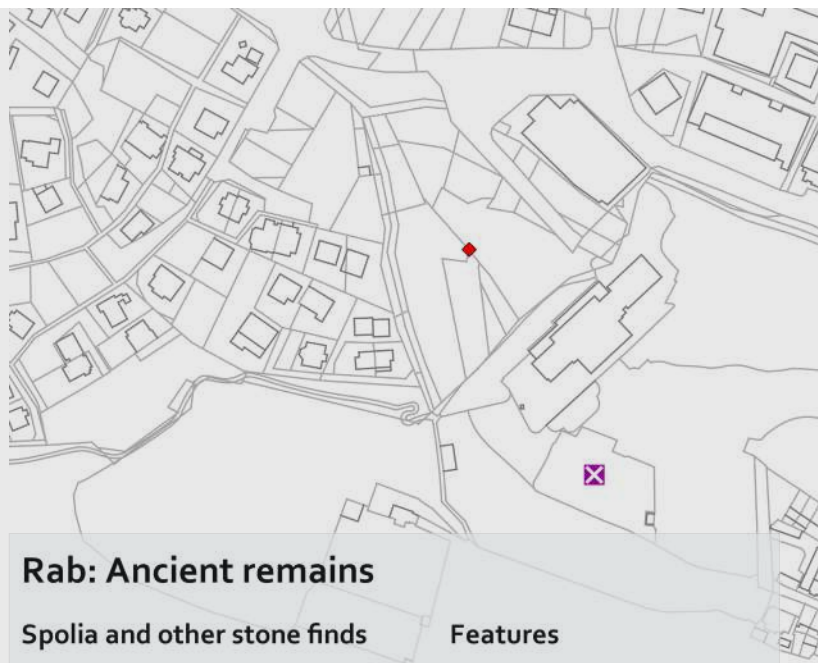 Rab: Ancient remains
Spolia and other stone finds
Features